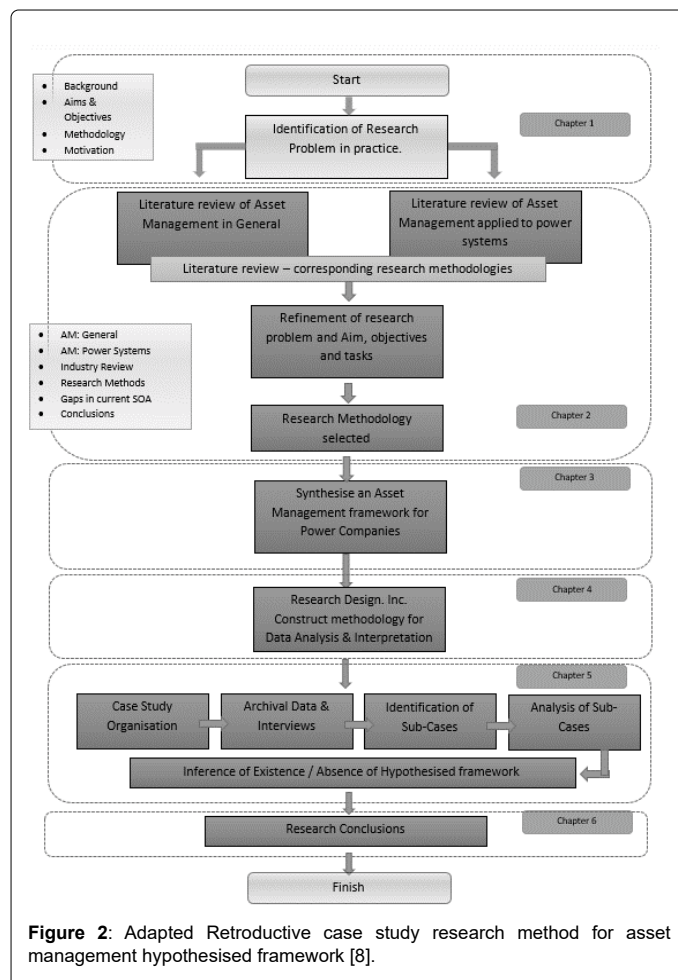 Start
• Background
• Aims &
Objectives
• Methodology
• Motivation
Identification of Research
Problem in practice.
Chapter 1
Literature review of Asset
Management in General
Literature review of Asset
Management applied to power
systems
Literature review – corresponding research methodologies
Refinement of research
problem and Aim, objectives
and tasks
• AM: General
• AM: Power Systems
• Industry Review
• Research Methods
• Gaps in current SOA
• Conclusions
Research Methodology
selected
Chapter 2
Chapter 3
Synthesise an Asset
Management framework for
Power Companies
Chapter 4
Research Design. Inc.
Construct methodology for
Data Analysis & Interpretation
Chapter 5
Case Study
Organisation
Archival Data &
Interviews
Identification of
Sub-Cases
Analysis of Sub-
Cases
Inference of Existence / Absence of Hypothesised framework
Chapter 6
Research Conclusions
Finish
Figure 2: Adapted Retroductive case study research method for asset
management hypothesised framework [8].